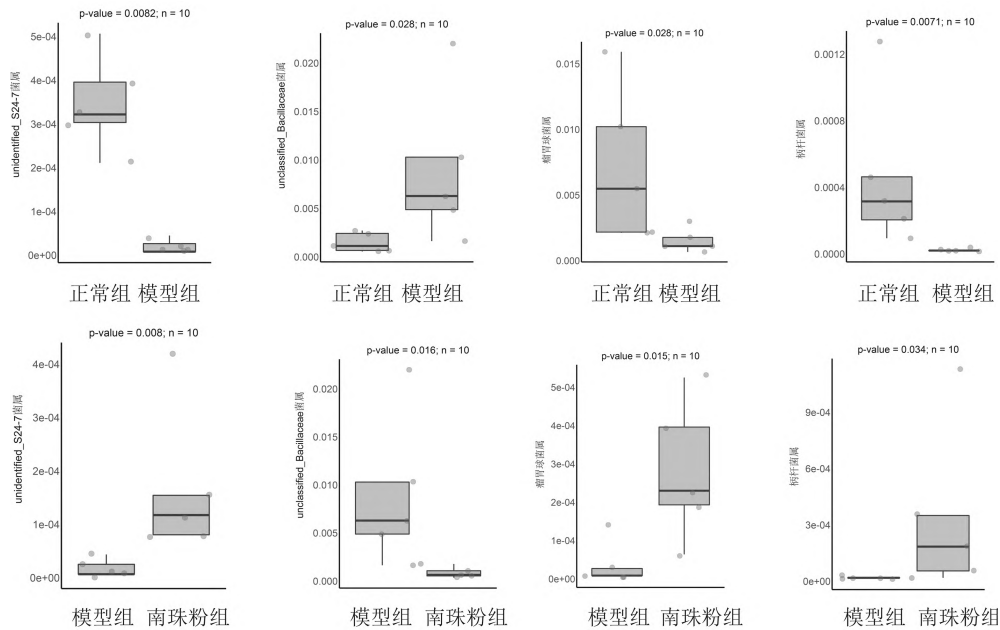 p-value = 0.0082; n = 10
unidentified_S24-7菌属
5e-04
4e-04
3e-04
2e-04
1e-04
0e+00
正常组 模型组
p-value = 0.028; n = 10
unclassified_Bacillaceae菌属
0.020
0.015
0.010
0.005
0.000
正常组 模型组
p-value = 0.028; n = 10
瘤胃球菌属
0.015
0.010
0.005
0.000
正常组 模型组
p-value = 0.0071; n = 10
柄杆菌属
0.0012
0.0008
0.0004
0.0000
正常组 模型组
p-value = 0.008; n = 10
unidentified_S24-7菌属
4e-04
3e-04
2e-04
1e-04
0e+00
模型组 南珠粉组
p-value = 0.016; n = 10
unclassified_Bacillaceae菌属
0.020
0.015
0.010
0.005
0.000
模型组 南珠粉组
p-value = 0.015; n = 10
瘤胃球菌属
5e-04
4e-04
3e-04
2e-04
1e-04
0e+00
模型组 南珠粉组
p-value = 0.034; n = 10
柄杆菌属
9e-04
6e-04
3e-04
0e+00
模型组 南珠粉组